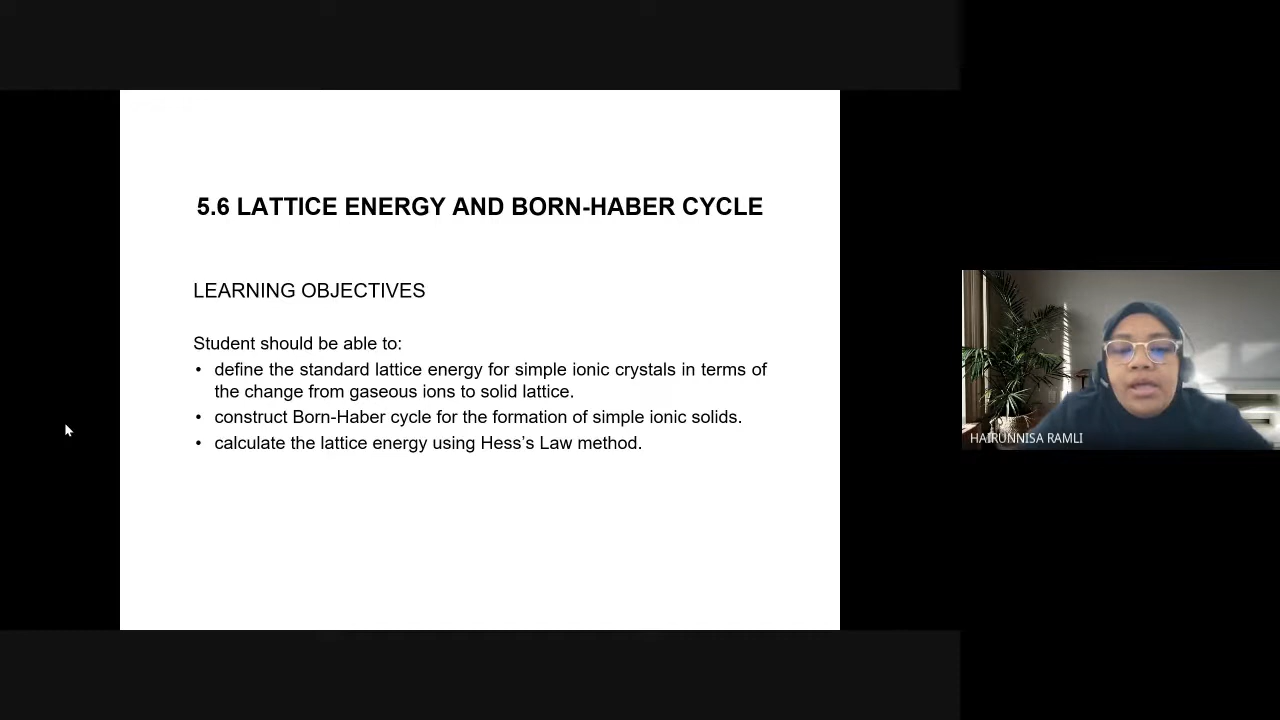 5.6 LATTICE ENERGY AND BORN-HABER CYCLE
LEARNING OBJECTIVES
Student should be able to:
• define the standard lattice energy for simple ionic crystals in terms of
the change from gaseous ions to solid lattice.
• construct Born-Haber cycle for the formation of simple ionic solids.
• calculate the lattice energy using Hess’s Law method.
HAIRUNNISA RAMLI